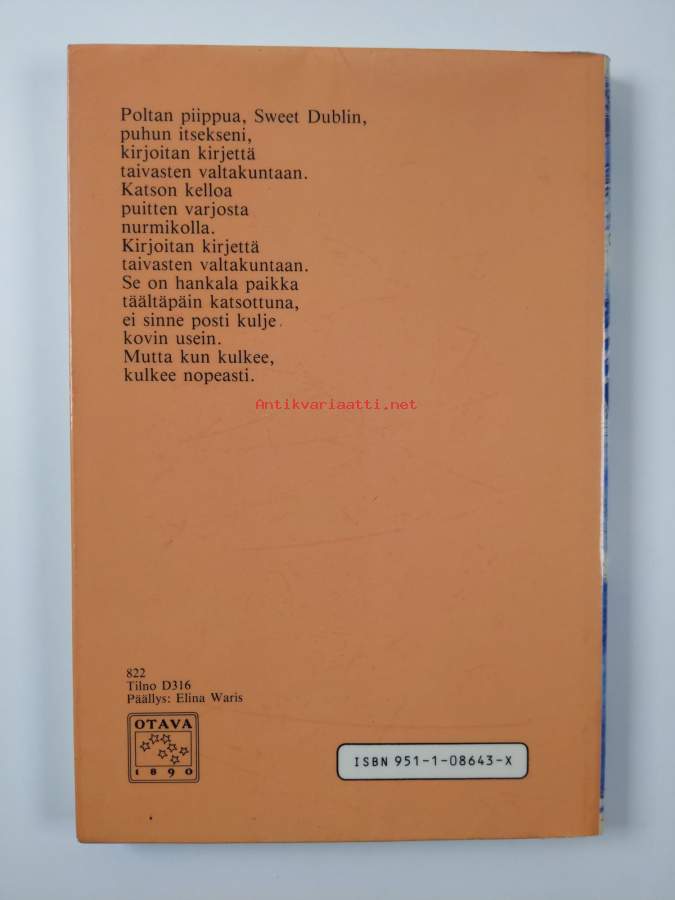 Poltan piippua, Sweet Dublin,
puhun itsekseni,
kirjoitan kirjettä
taivasten valtakuntaan.
Katson kelloa
puitten varjosta
nurmikolla.
Kirjoitan kirjettä
taivasten valtakuntaan.
Se on hankala paikka
täältäpäin katsottuna,
ei sinne posti kulje
kovin usein.
Mutta kun kulkee,
kulkee nopeasti.
Antikvariaatti.net
822
Tilno D316
Päällys: Elina Waris
OTAVA
1890
ISBN 951-1-08643-X